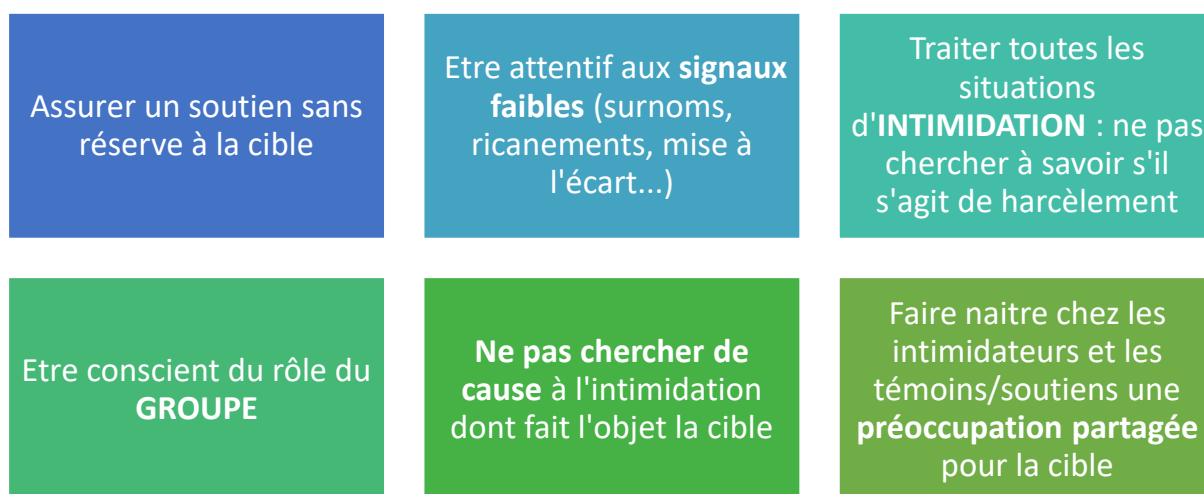 Assurer un soutien sans
réserve à la cible
Etre attentif aux signaux
faibles (surnoms,
ricanements, mise à
l'écart...)
Traiter toutes les
situations
d'INTIMIDATION : ne pas
chercher à savoir s'il
s'agit de harcèlement
Etre conscient du rôle du
GROUPE
Ne pas chercher de
cause à l'intimidation
dont fait l'objet la cible
Faire naitre chez les
intimidateurs et les
témoins/soutiens une
préoccupation partagée
pour la cible